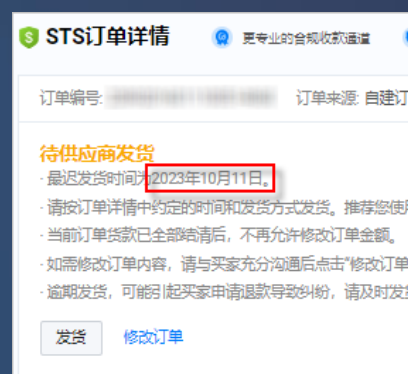 STS订单详情 更专业的合规收款通道
订单编号: 订单来源: 自建订
待供应商发货
· 最迟发货时间为2023年10月11日。
· 请按订单详情中约定的时间和发货方式发货。推荐您使用
· 当前订单货款已全部结清后，不再允许修改订单金额。
· 如需修改订单内容，请与买家充分沟通后点击“修改订单
· 逾期发货，可能引起买家申请退款导致纠纷，请及时发货
发货 修改订单